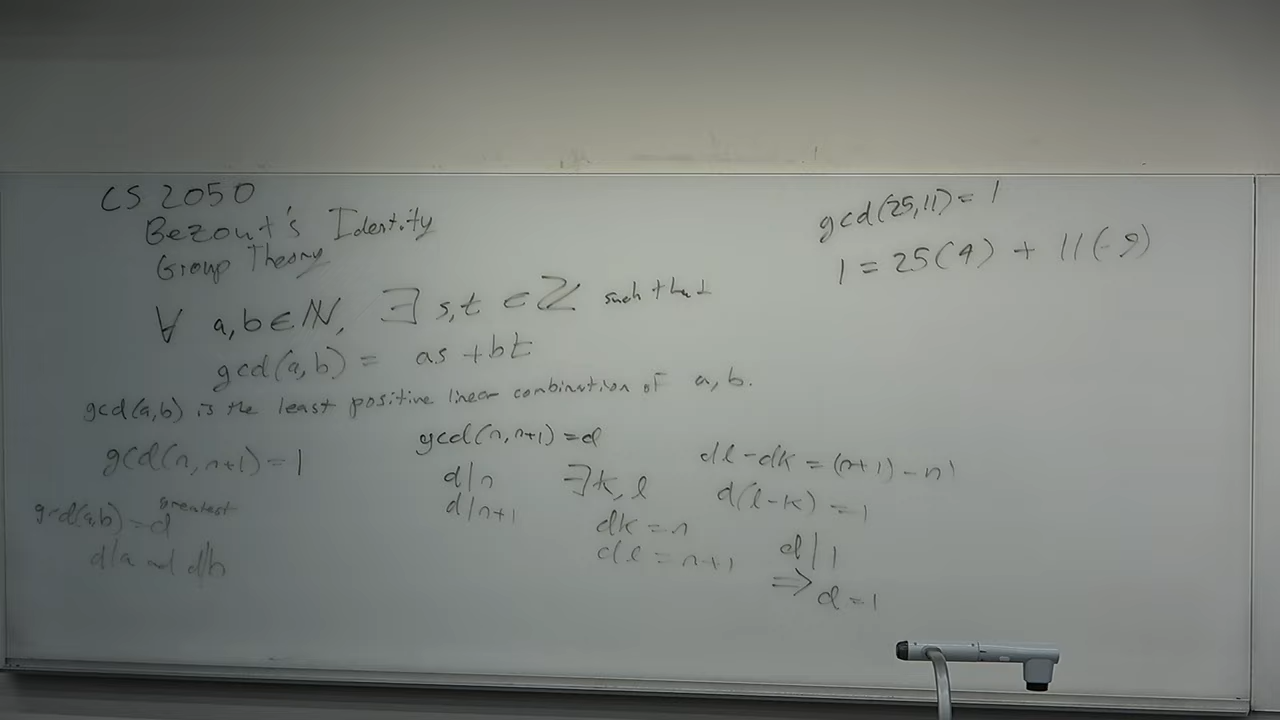 CS 2050
Bezout's Identity
Group Theory
∀ a,b ∈ ℕ, ∃ s,t ∈ ℤ such that
gcd(a,b) = as + bt
gcd(a,b) is the least positive linear combination of a,b.
gcd(n,n+1)=1
gcd(a,b)=d greatest
d|a and d|b
gcd(n,n+1)=d
d|n
d|n+1
∃k,l
dk=n
dl=n+1
dl-dk=(n+1)-n
d(l-k)=1
d|1
⇒ d=1
gcd(25,11)=1
1=25(4) + 11(-9)